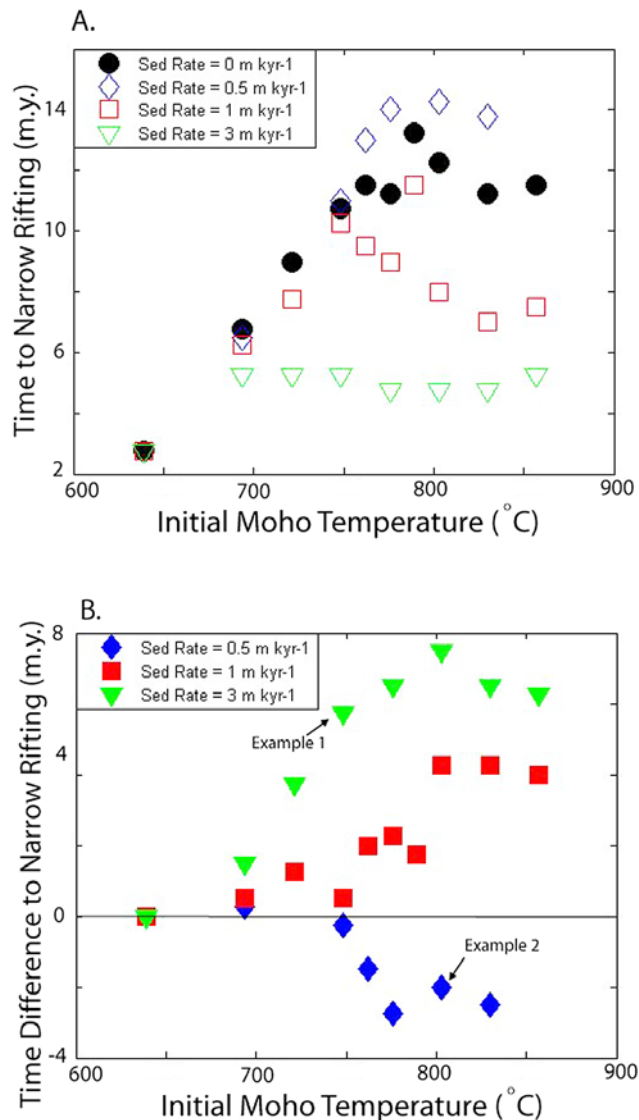 A.
Sed Rate = 0 m kyr-1
Sed Rate = 0.5 m kyr-1
Sed Rate = 1 m kyr-1
Sed Rate = 3 m kyr-1
Time to Narrow Rifting (m.y.)
14
10
6
2
600
700
800
900
Initial Moho Temperature (°C)
B.
Sed Rate = 0.5 m kyr-1
Sed Rate = 1 m kyr-1
Sed Rate = 3 m kyr-1
Time Difference to Narrow Rifting (m.y.)
8
4
0
-4
Example 1
Example 2
600
700
800
900
Initial Moho Temperature (°C)